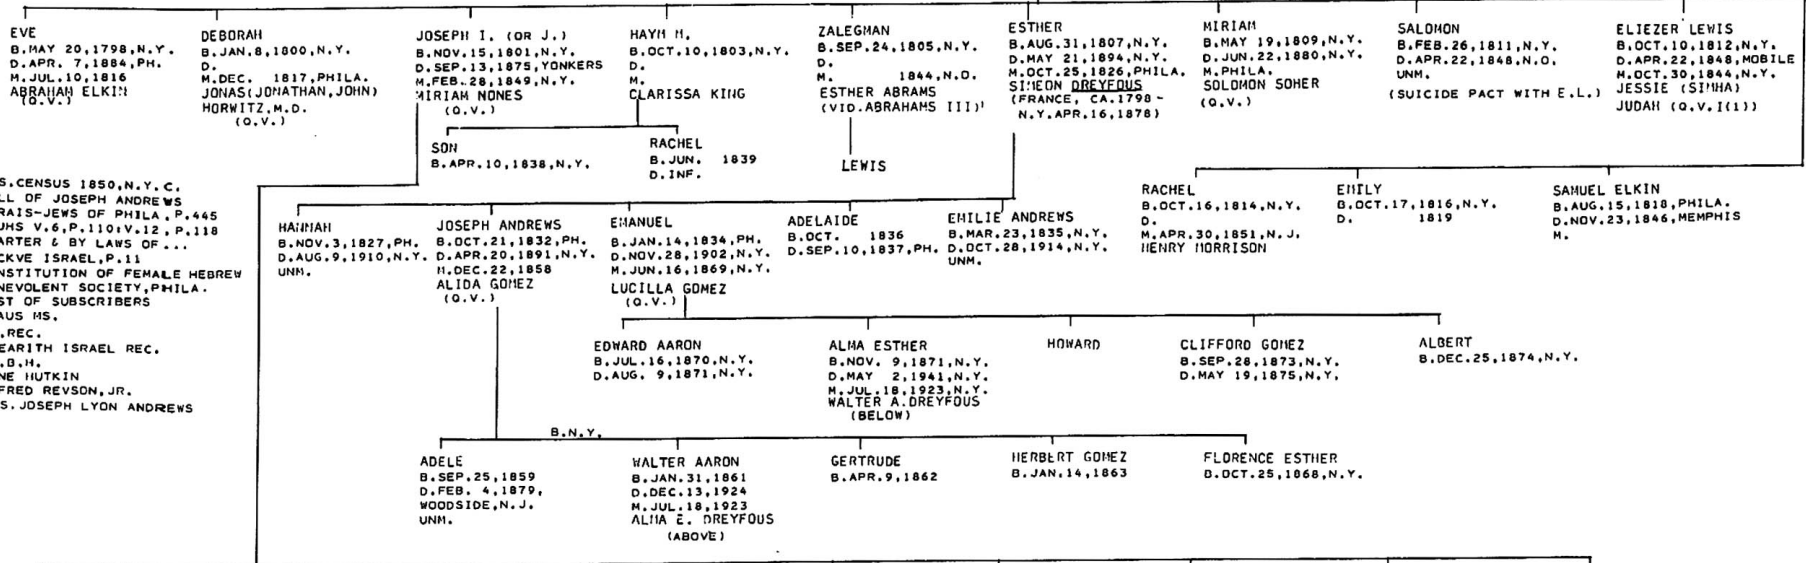 EVE
B.MAY 20,1798,N.Y.
D.APR. 7,1884,PH.
M.JUL.10,1816
ABRAHAM ELKIN
(Q.V.)
DEBORAH
B.JAN.8,1800,N.Y.
D.
M.DEC. 1817,PHILA.
JONAS(JONATHAN,JOHN)
HORWITZ,M.D.
(Q.V.)
JOSEPH I. (OR J.)
B.NOV.15,1801,N.Y.
D.SEP.13,1875,YONKERS
M.FEB.28,1849,N.Y.
MIRIAM NONES
(Q.V.)
HAYM M.
B.OCT.10,1803,N.Y.
D.
M.
CLARISSA KING
ZALEGMAN
B.SEP.24,1805,N.Y.
D.
M. 1844,N.O.
ESTHER ABRAMS
(VID.ABRAHAMS III)
ESTHER
B.AUG.31,1807,N.Y.
D.MAY 21,1894,N.Y.
M.OCT.25,1826,PHILA.
SIMEON DREYFOUS
(FRANCE, CA.1798-
N.Y.APR.16,1878)
MIRIAM
B.MAY 19,1809,N.Y.
D.JUN.22,1880,N.Y.
M.PHILA.
SOLOMON SOHER
(Q.V.)
SALOMON
B.FEB.26,1811,N.Y.
D.APR.22,1848,N.O.
UNM.
(SUICIDE PACT WITH E.L.)
ELIEZER LEWIS
B.OCT.10,1812,N.Y.
D.APR.22,1848,MOBILE
M.OCT.30,1844,N.Y.
JESSIE (SIMHA)
JUDAH (Q.V.I(1))
SON
B.APR.10,1838,N.Y.
RACHEL
B.JUN. 1839
D.INF.
LEWIS
RACHEL
B.OCT.16,1814,N.Y.
D.
M.APR.30,1851,N.J.
HENRY MORRISON
EMILY
B.OCT.17,1816,N.Y.
D. 1819
SAMUEL ELKIN
B.AUG.15,1818,PHILA.
D.NOV.23,1846,MEMPHIS
M.
S.CENSUS 1850,N.Y.C.
LL OF JOSEPH ANDREWS
RAIS-JEWS OF PHILA,P.445
JHS V.6,P.110;V.12,P.118
ARTER & BY LAWS OF ...
CKVE ISRAEL,P.11
NSTITUTION OF FEMALE HEBREW
NEVOLENT SOCIETY,PHILA.
ST OF SUBSCRIBERS
AUS MS.
.REC.
EARITH ISRAEL REC.
.B.H.
NE HUTKIN
FRED REVSON,JR.
S.JOSEPH LYON ANDREWS
HANNAH
B.NOV.3,1827,PH.
D.AUG.9,1910,N.Y.
UNM.
JOSEPH ANDREWS
B.OCT.21,1832,PH.
D.APR.20,1891,N.Y.
M.DEC.22,1858
ALIDA GOMEZ
(Q.V.)
EMANUEL
B.JAN.14,1834,PH.
D.NOV.28,1902,N.Y.
M.JUN.16,1869,N.Y.
LUCILLA GOMEZ
(Q.V.)
ADELAIDE
B.OCT. 1836
D.SEP.10,1837,PH.
EMILIE ANDREWS
B.MAR.23,1835,N.Y.
D.OCT.28,1914,N.Y.
UNM.
EDWARD AARON
B.JUL.16,1870,N.Y.
D.AUG. 9,1871,N.Y.
ALMA ESTHER
B.NOV. 9,1871,N.Y.
D.MAY 2,1941,N.Y.
M.JUL.18,1923,N.Y.
WALTER A.DREYFOUS
(BELOW)
HOWARD
CLIFFORD GOMEZ
B.SEP.28,1873,N.Y.
D.MAY 19,1875,N.Y.
ALBERT
B.DEC.25,1874,N.Y.
B.N.Y.
ADELE
B.SEP.25,1859
D.FEB. 4,1879,
WOODSIDE,N.J.
UNM.
WALTER AARON
B.JAN.31,1861
D.DEC.13,1924
M.JUL.18,1923
ALMA E. DREYFOUS
(ABOVE)
GERTRUDE
B.APR.9,1862
HERBERT GOMEZ
B.JAN.14,1863
FLORENCE ESTHER
B.OCT.25,1868,N.Y.